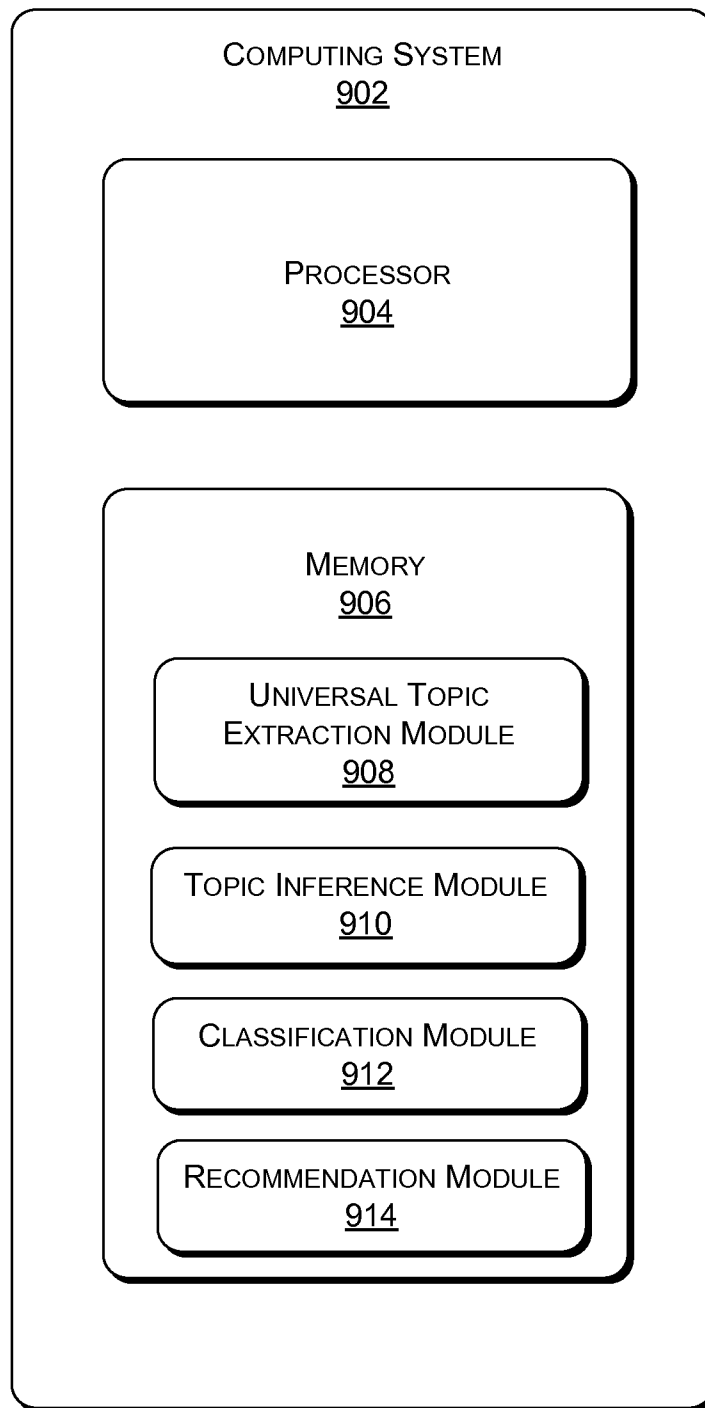 COMPUTING SYSTEM
902
PROCESSOR
904
MEMORY
906
UNIVERSAL TOPIC
EXTRACTION MODULE
908
TOPIC INFERENCE MODULE
910
CLASSIFICATION MODULE
912
RECOMMENDATION MODULE
914